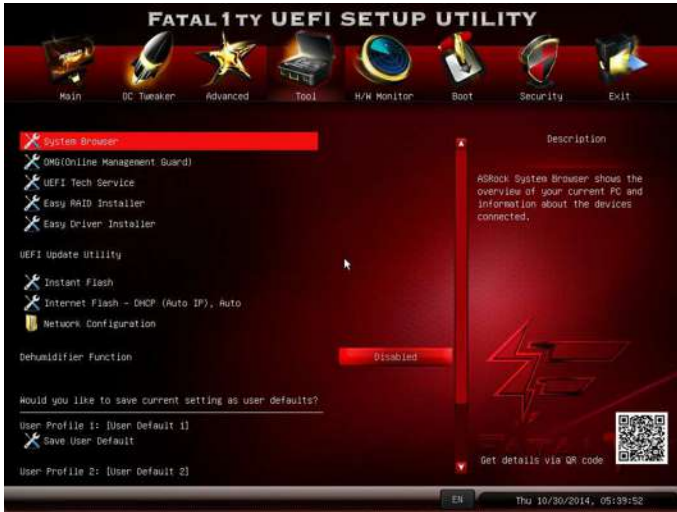 FATAL1TY UEFI SETUP UTILITY
Main OC Tweaker Advanced Tool H/W Monitor Boot Security Exit
System Browser
OMG(Online Management Guard)
UEFI Tech Service
Easy RAID Installer
Easy Driver Installer
UEFI Update Utility
Instant Flash
Internet Flash - DHCP (Auto IP), Auto
Network Configuration
Dehumidifier Function Disabled
Would you like to save current setting as user defaults?
User Profile 1: [User Default 1]
Save User Default
User Profile 2: [User Default 2]
Description
ASRock System Browser shows the
overview of your current PC and
information about the devices
connected.
Get details via QR code
EN Thu 10/30/2014, 05:39:52